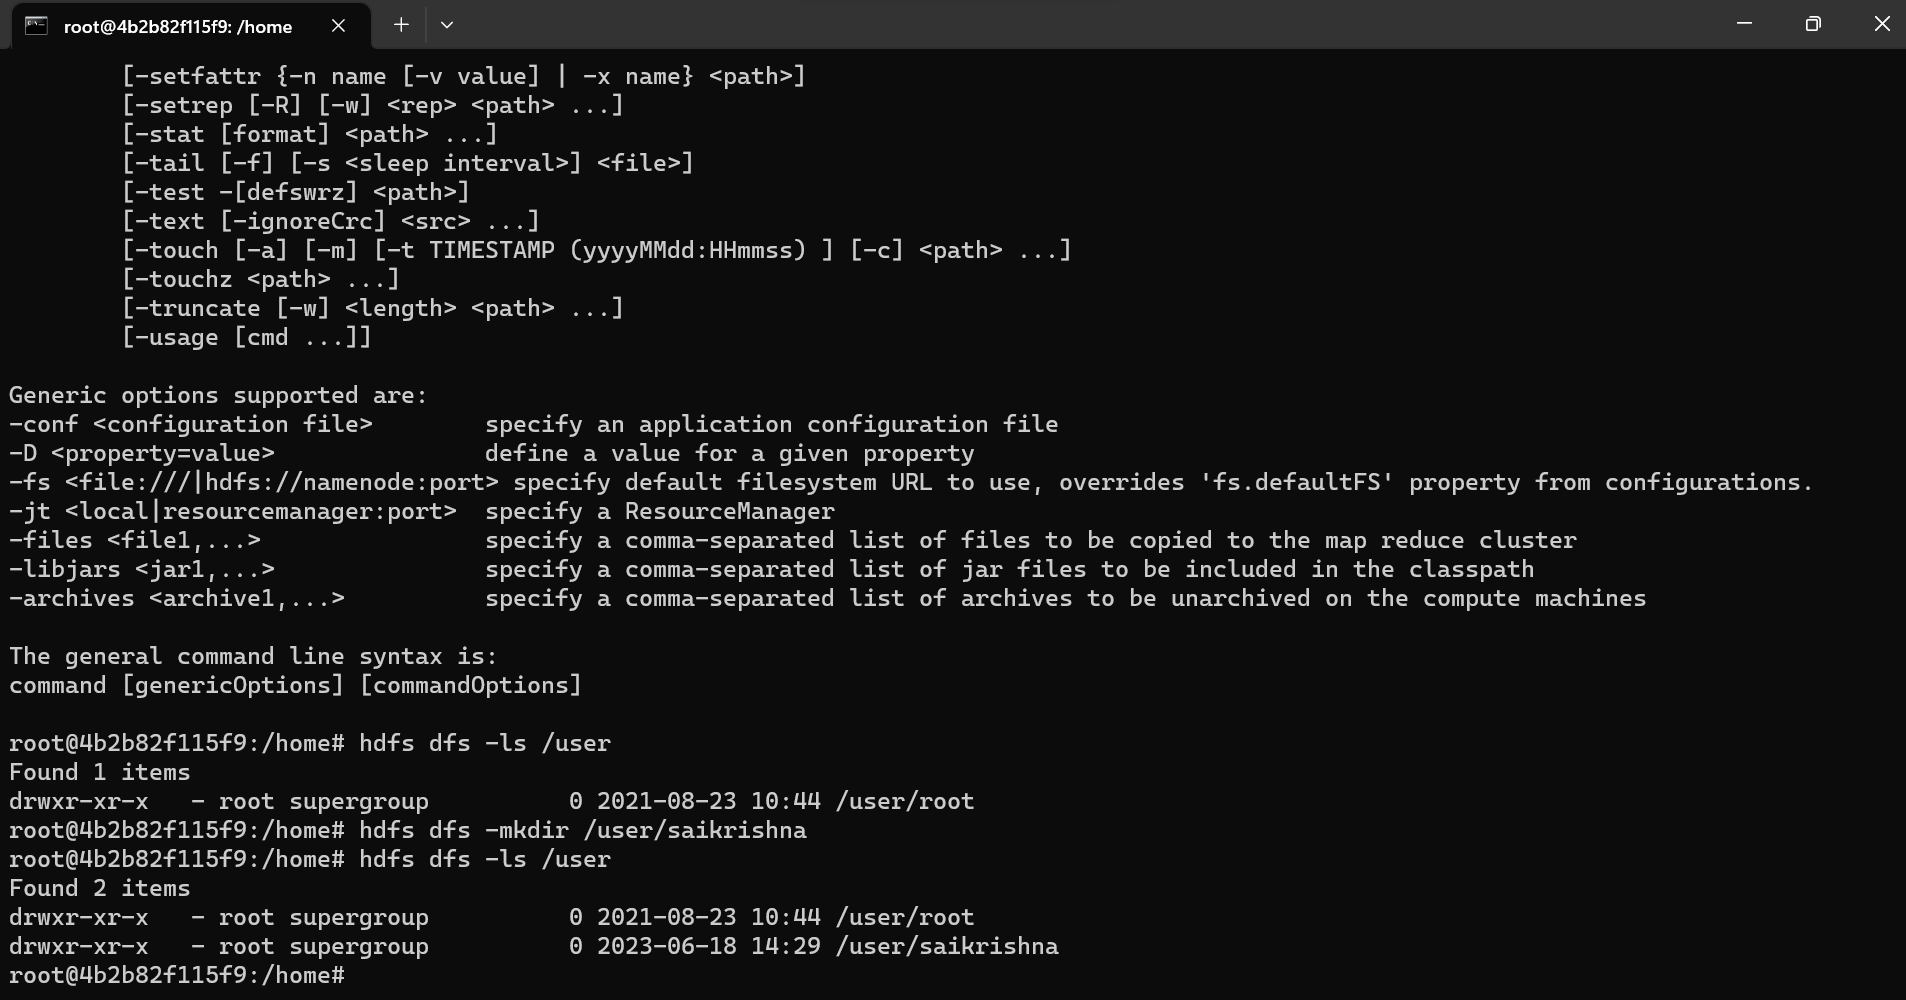 root@4b2b82f115f9: /home
[-setfattr {-n name [-v value] | -x name} <path>]
[-setrep [-R] [-w] <rep> <path> ...]
[-stat [format] <path> ...]
[-tail [-f] [-s <sleep interval>] <file>]
[-test -[defswrz] <path>]
[-text [-ignoreCrc] <src> ...]
[-touch [-a] [-m] [-t TIMESTAMP (yyyyMMdd:HHmmss) ] [-c] <path> ...]
[-touchz <path> ...]
[-truncate [-w] <length> <path> ...]
[-usage [cmd ...]]
Generic options supported are:
-conf <configuration file>        specify an application configuration file
-D <property=value>               define a value for a given property
-fs <file:///|hdfs://namenode:port> specify default filesystem URL to use, overrides 'fs.defaultFS' property from configurations.
-jt <local|resourcemanager:port>  specify a ResourceManager
-files <file1,...>                specify a comma-separated list of files to be copied to the map reduce cluster
-libjars <jar1,...>               specify a comma-separated list of jar files to be included in the classpath
-archives <archive1,...>          specify a comma-separated list of archives to be unarchived on the compute machines
The general command line syntax is:
command [genericOptions] [commandOptions]
root@4b2b82f115f9:/home# hdfs dfs -ls /user
Found 1 items
drwxr-xr-x   - root supergroup          0 2021-08-23 10:44 /user/root
root@4b2b82f115f9:/home# hdfs dfs -mkdir /user/saikrishna
root@4b2b82f115f9:/home# hdfs dfs -ls /user
Found 2 items
drwxr-xr-x   - root supergroup          0 2021-08-23 10:44 /user/root
drwxr-xr-x   - root supergroup          0 2023-06-18 14:29 /user/saikrishna
root@4b2b82f115f9:/home#